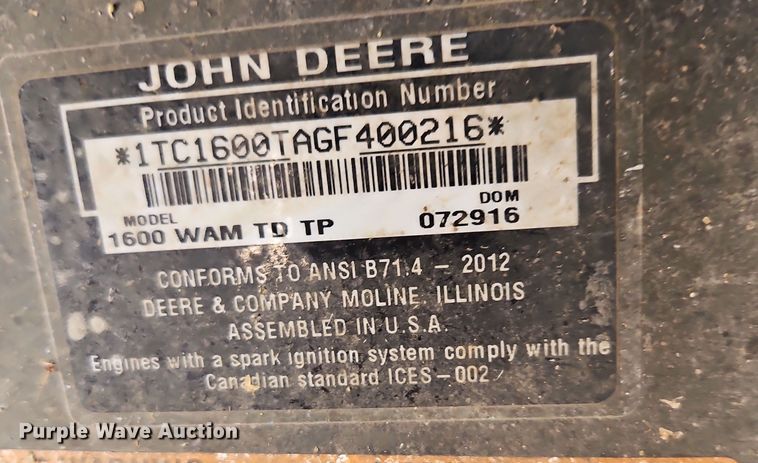 JOHN DEERE
Product Identification Number
*1TC1600TAGF400216*
MODEL DOM
1600 WAM TD TP 072916
CONFORMS TO ANSI B71.4 – 2012
DEERE & COMPANY MOLINE, ILLINOIS
ASSEMBLED IN U.S.A.
Engines with a spark ignition system comply with the
Canadian standard ICES–002
Purple Wave Auction